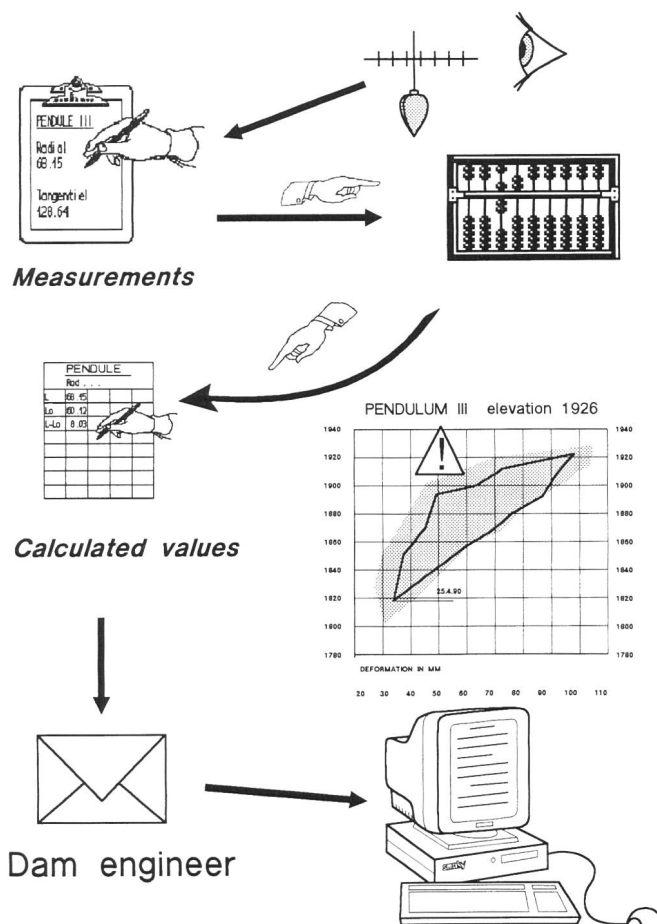 PENDULE III
Radial
68.15
Tangentiel
128.64
Measurements
PENDULE
Rad . . .
L 68.15
Lo 60.12
L-Lo 8.03
Calculated values
PENDULUM III elevation 1926
!
1940 1940
1920 1920
1900 1900
1880 1880
1860 1860
1840 1840
25.4.90
1820 1820
1800 1800
1780 1780
DEFORMATION IN MM
20 30 40 50 60 70 80 90 100 110
Dam engineer